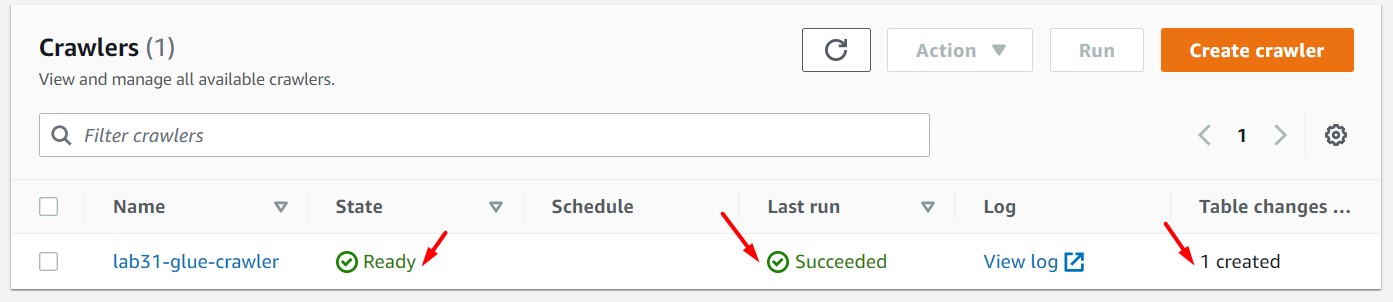 Crawlers (1)
Action
Run
Create crawler
View and manage all available crawlers.
Filter crawlers
1
Name State Schedule Last run Log Table changes ...
lab31-glue-crawler Ready Succeeded View log 1 created